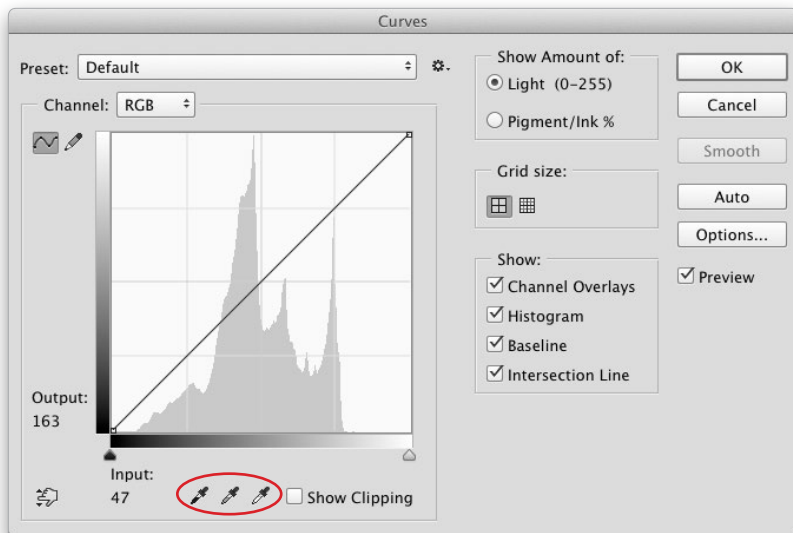 Curves
Preset: Default
Channel: RGB
Output:
163
Input:
47
Show Clipping
Show Amount of:
Light (0–255)
Pigment/Ink %
Grid size:
Show:
Channel Overlays
Histogram
Baseline
Intersection Line
OK
Cancel
Smooth
Auto
Options...
Preview